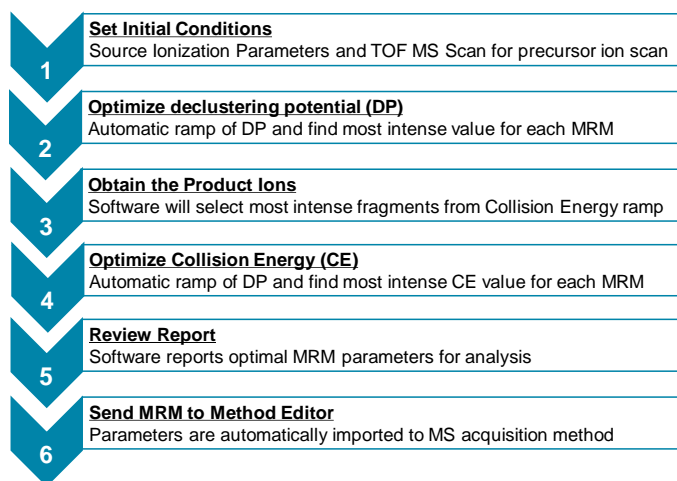 1
Set Initial Conditions
Source Ionization Parameters and TOF MS Scan for precursor ion scan
2
Optimize declustering potential (DP)
Automatic ramp of DP and find most intense value for each MRM
3
Obtain the Product Ions
Software will select most intense fragments from Collision Energy ramp
4
Optimize Collision Energy (CE)
Automatic ramp of DP and find most intense CE value for each MRM
5
Review Report
Software reports optimal MRM parameters for analysis
6
Send MRM to Method Editor
Parameters are automatically imported to MS acquisition method